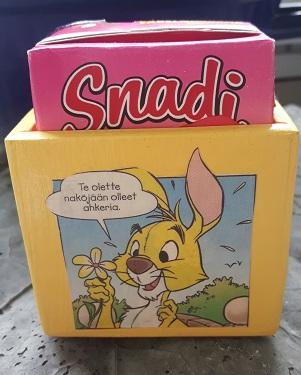 Snadi
Te olette
näköjään olleet
ahkeria.